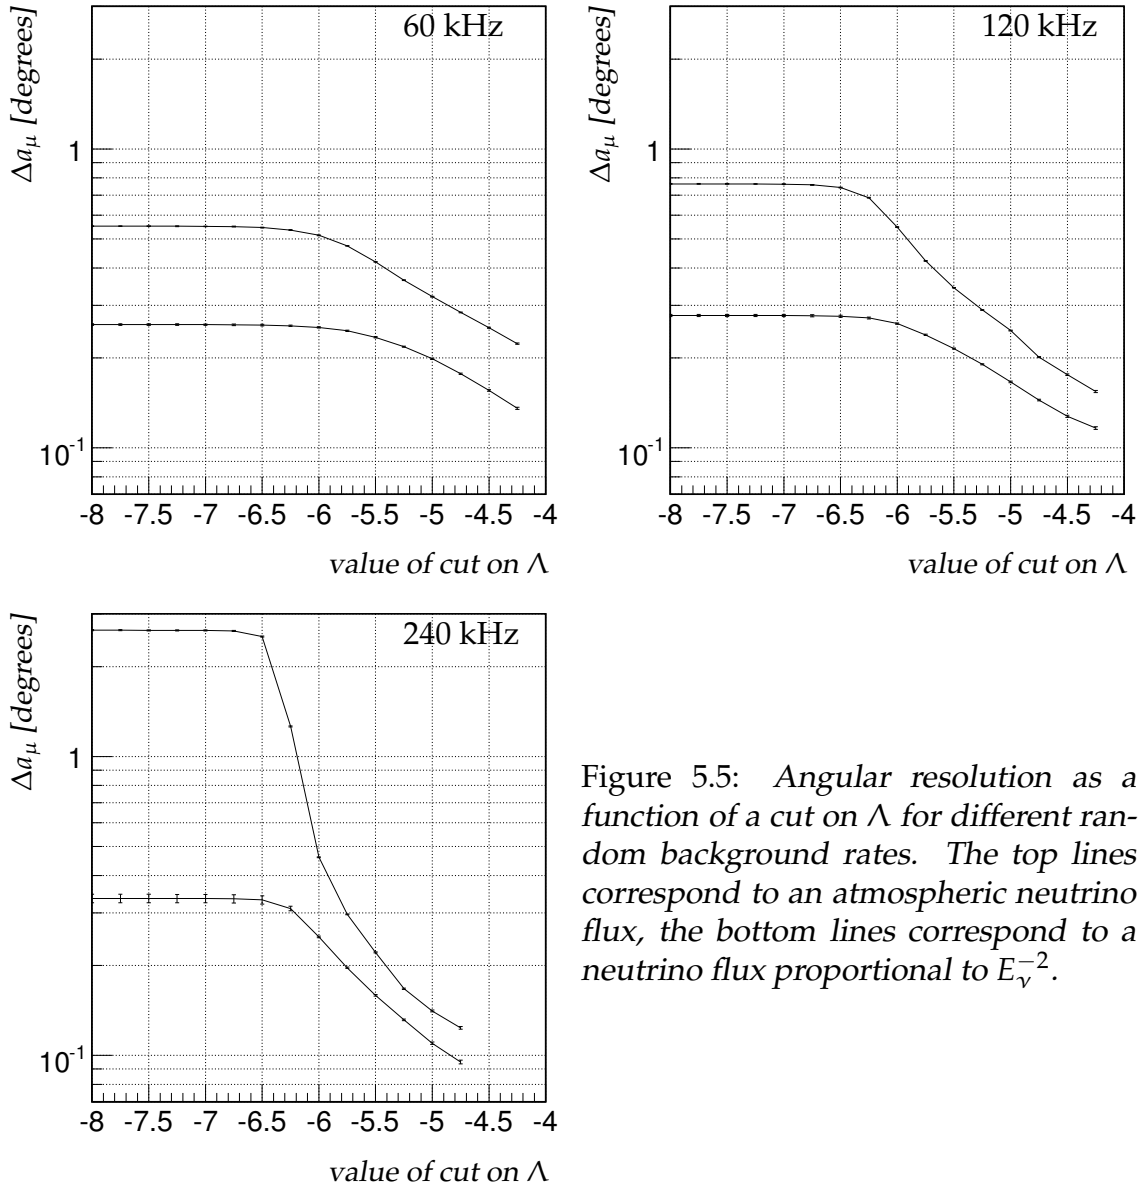 60 kHz
Δaμ [degrees]
1
10⁻¹
-8 -7.5 -7 -6.5 -6 -5.5 -5 -4.5 -4
value of cut on Λ
120 kHz
Δaμ [degrees]
1
10⁻¹
-8 -7.5 -7 -6.5 -6 -5.5 -5 -4.5 -4
value of cut on Λ
240 kHz
Δaμ [degrees]
1
10⁻¹
-8 -7.5 -7 -6.5 -6 -5.5 -5 -4.5 -4
value of cut on Λ
Figure 5.5: Angular resolution as a
function of a cut on Λ for different ran-
dom background rates. The top lines
correspond to an atmospheric neutrino
flux, the bottom lines correspond to a
neutrino flux proportional to E_ν⁻².